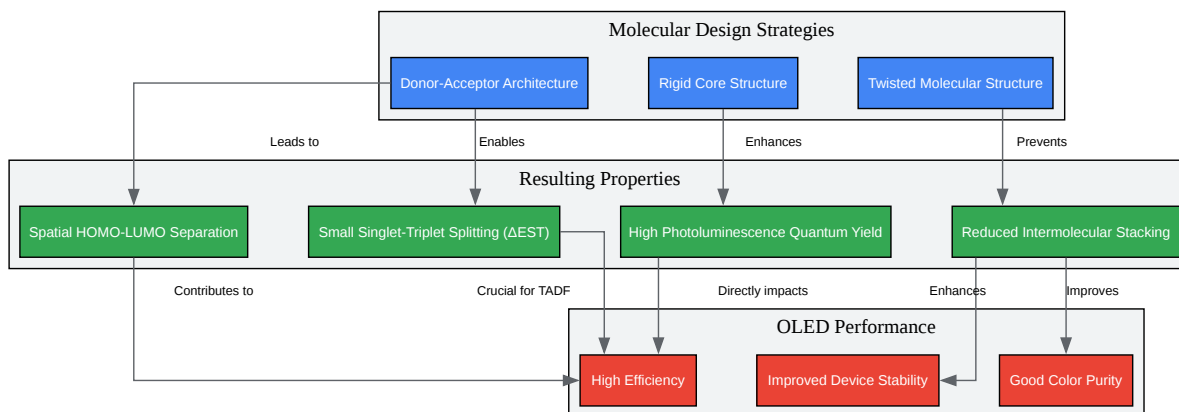 Molecular Design Strategies
Donor-Acceptor Architecture
Rigid Core Structure
Twisted Molecular Structure
Leads to
Enables
Enhances
Prevents
Resulting Properties
Spatial HOMO-LUMO Separation
Small Singlet-Triplet Splitting (ΔEST)
High Photoluminescence Quantum Yield
Reduced Intermolecular Stacking
Contributes to
Crucial for TADF
Directly impacts
Enhances
Improves
OLED Performance
High Efficiency
Improved Device Stability
Good Color Purity